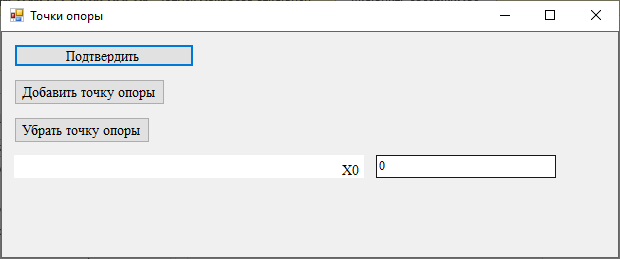 Точки опоры
Подтвердить
Добавить точку опоры
Убрать точку опоры
X0 0